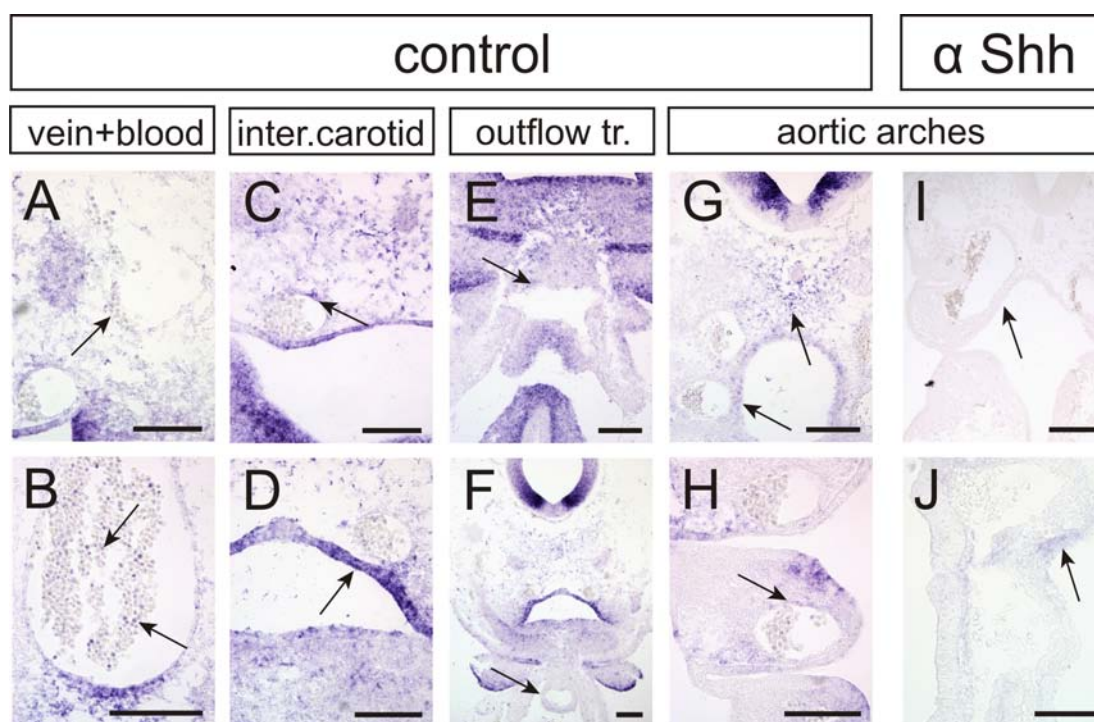 control α Shh
vein+blood inter.carotid outflow tr. aortic arches
A C E G I
B D F H J